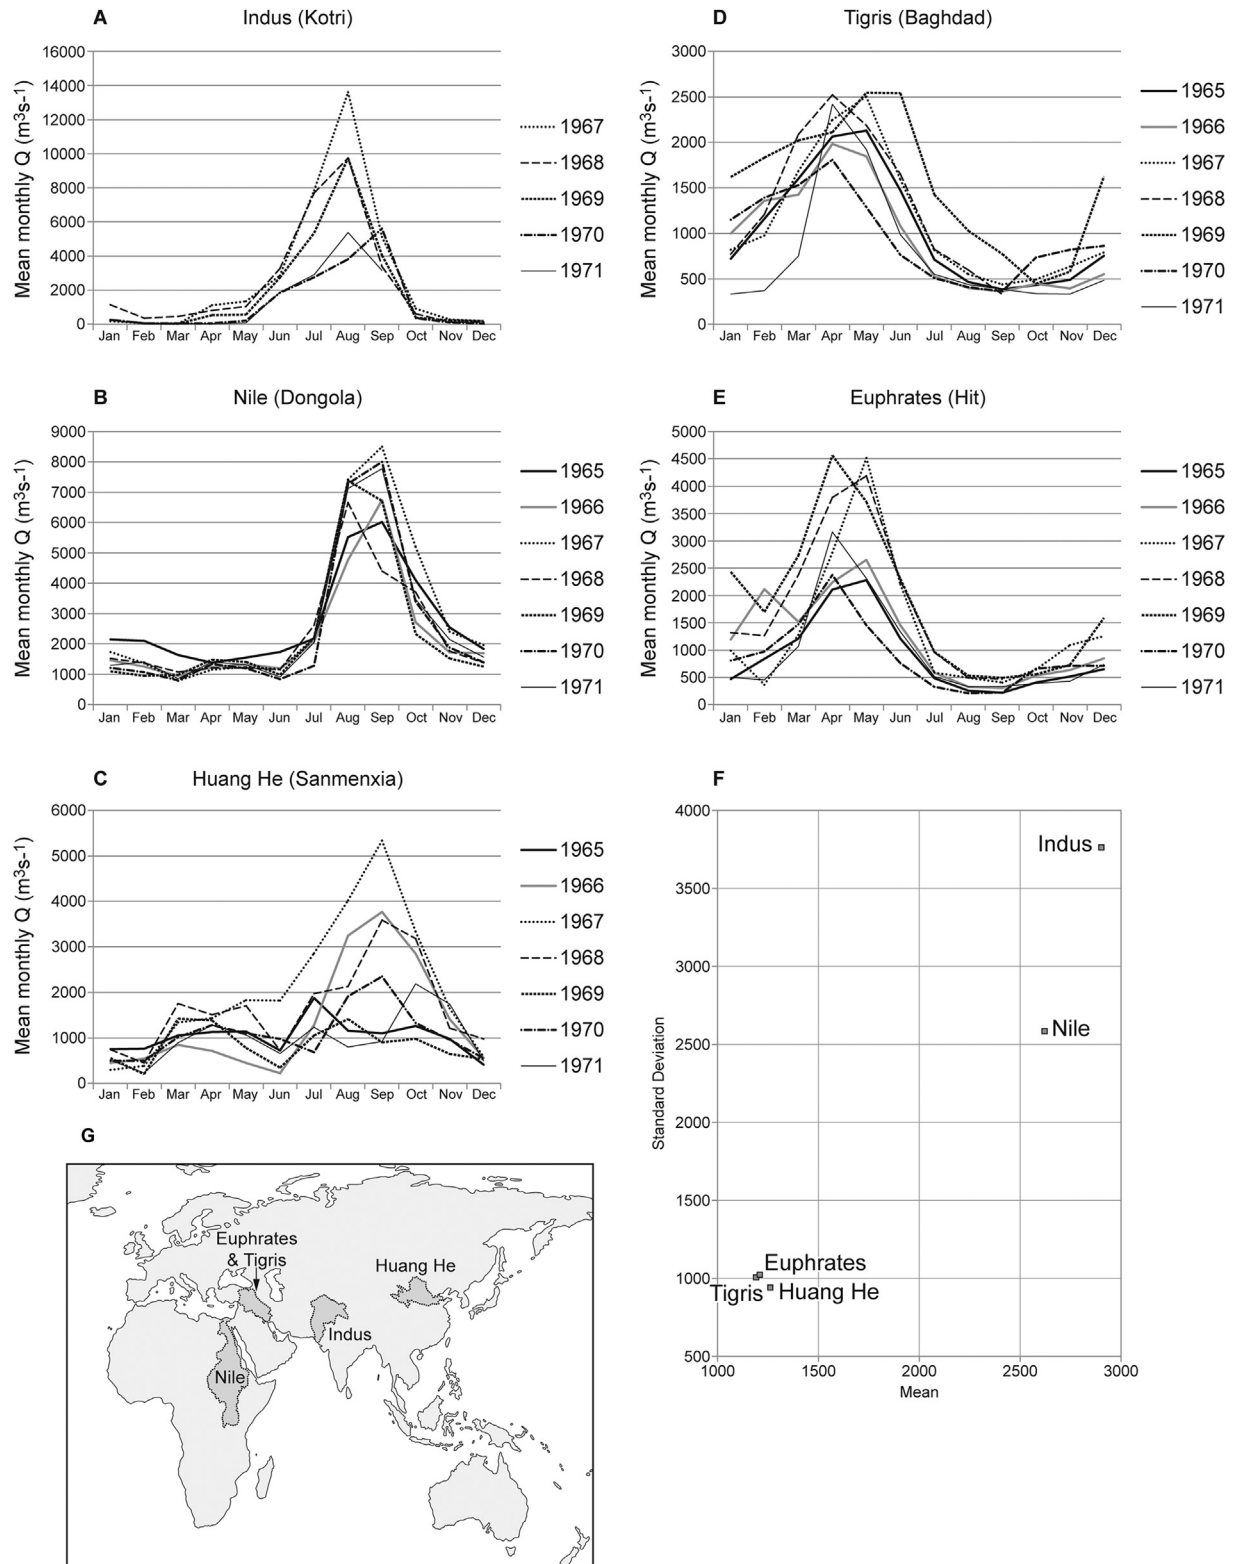 A Indus (Kotri)
Mean monthly Q (m³s-¹)
16000
14000
12000
10000
8000
6000
4000
2000
0
Jan Feb Mar Apr May Jun Jul Aug Sep Oct Nov Dec
1967
1968
1969
1970
1971
B Nile (Dongola)
Mean monthly Q (m³s-¹)
9000
8000
7000
6000
5000
4000
3000
2000
1000
0
Jan Feb Mar Apr May Jun Jul Aug Sep Oct Nov Dec
1965
1966
1967
1968
1969
1970
1971
C Huang He (Sanmenxia)
Mean monthly Q (m³s-¹)
6000
5000
4000
3000
2000
1000
0
Jan Feb Mar Apr May Jun Jul Aug Sep Oct Nov Dec
1965
1966
1967
1968
1969
1970
1971
D Tigris (Baghdad)
Mean monthly Q (m³s-¹)
3000
2500
2000
1500
1000
500
0
Jan Feb Mar Apr May Jun Jul Aug Sep Oct Nov Dec
1965
1966
1967
1968
1969
1970
1971
E Euphrates (Hit)
Mean monthly Q (m³s-¹)
5000
4500
4000
3500
3000
2500
2000
1500
1000
500
0
Jan Feb Mar Apr May Jun Jul Aug Sep Oct Nov Dec
1965
1966
1967
1968
1969
1970
1971
F
Standard Deviation
4000
3500
3000
2500
2000
1500
1000
500
Indus
Nile
Euphrates
Tigris Huang He
1000 1500 2000 2500 3000
Mean
G
Euphrates
& Tigris
Huang He
Indus
Nile